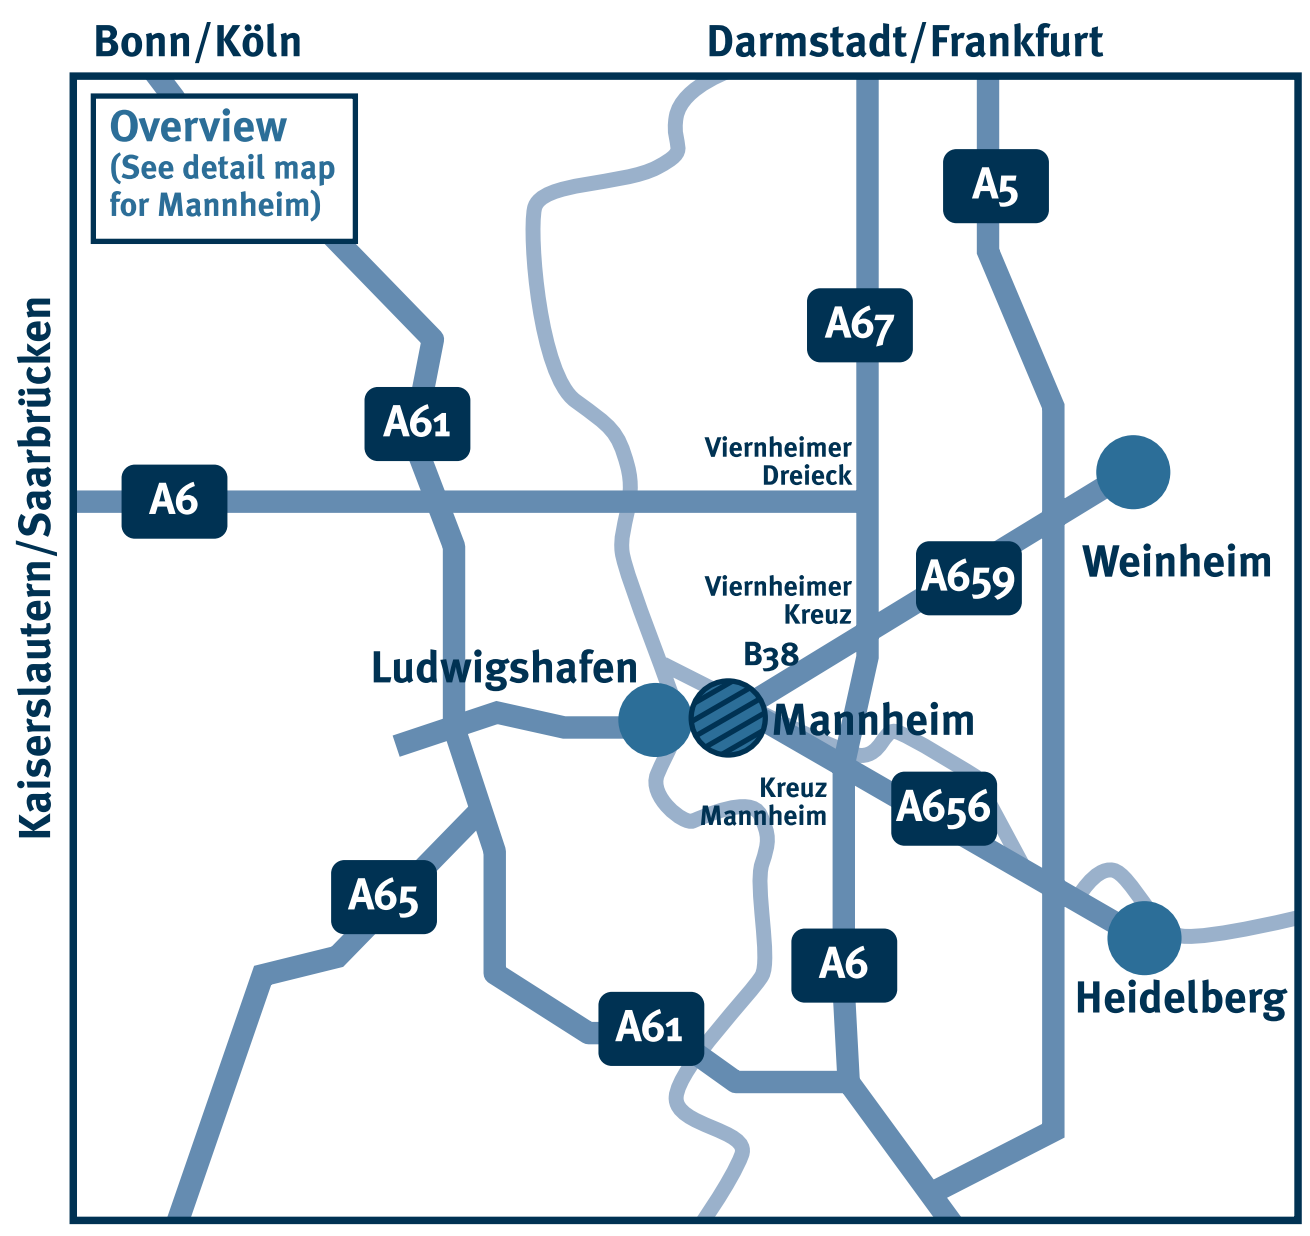 Bonn/Köln
Darmstadt/Frankfurt
Overview
(See detail map
for Mannheim)
A5
A67
Kaiserslautern/Saarbrücken
A61
Viernheimer
Dreieck
A6
Weinheim
A659
Viernheimer
Kreuz
B38
Ludwigshafen
Mannheim
Kreuz
Mannheim
A656
A65
A6
Heidelberg
A61